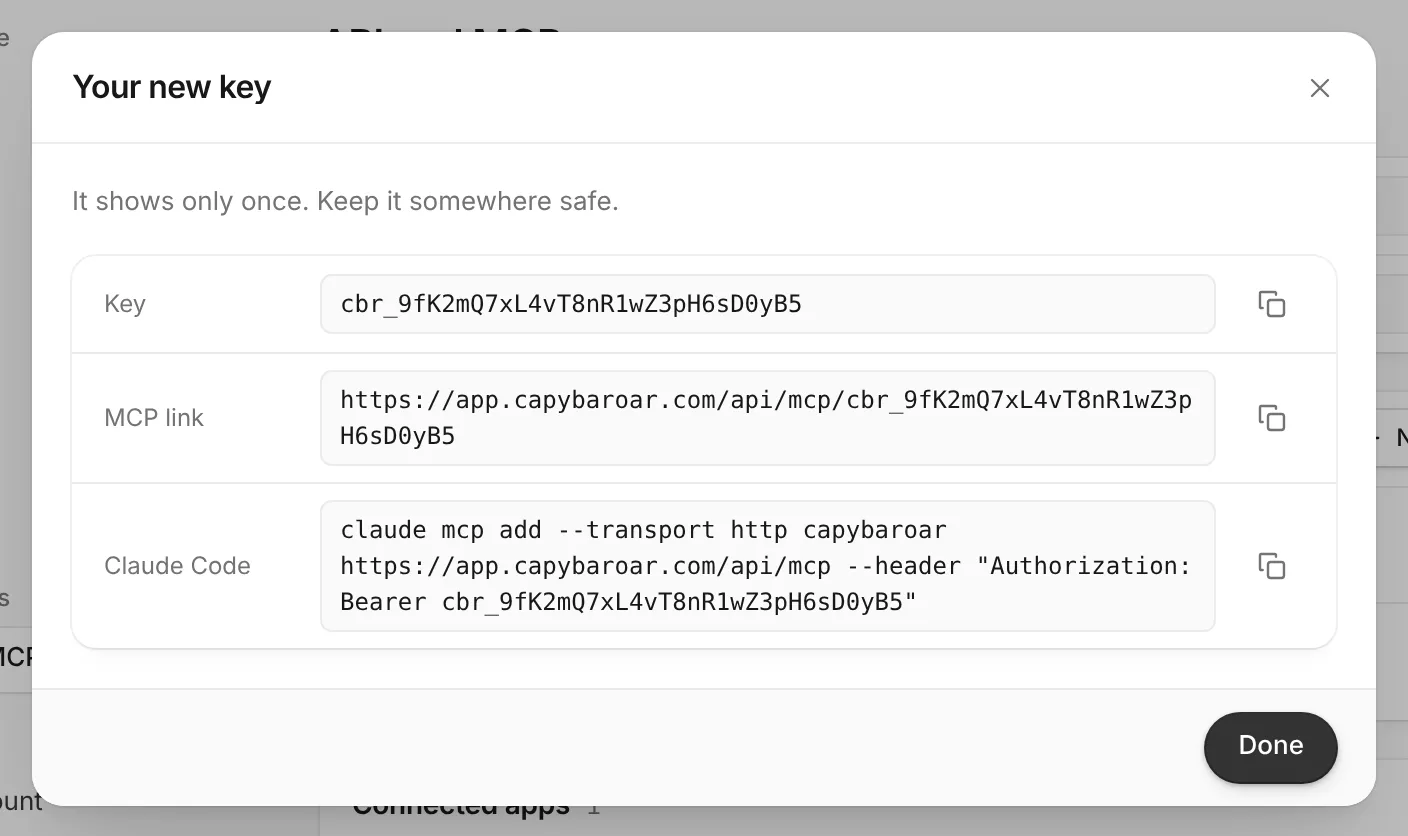 Your new key
It shows only once. Keep it somewhere safe.
Key
cbr_9fK2mQ7xL4vT8nR1wZ3pH6sD0yB5
MCP link
https://app.capybaroar.com/api/mcp/cbr_9fK2mQ7xL4vT8nR1wZ3p
H6sD0yB5
Claude Code
claude mcp add --transport http capybaroar
https://app.capybaroar.com/api/mcp --header "Authorization:
Bearer cbr_9fK2mQ7xL4vT8nR1wZ3pH6sD0yB5"
Done
Connected apps 1